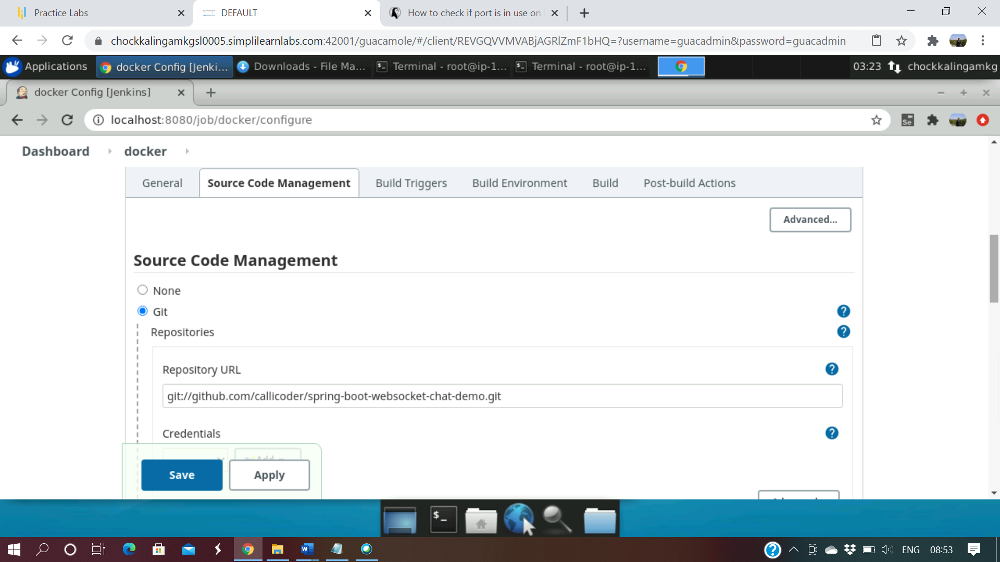 Practice Labs
DEFAULT
How to check if port is in use on
chockkalingamkgsl0005.simplilearnlabs.com:42001/guacamole/#/client/REVGQVVMVABjAGRlZmF1bHQ=?username=guacadmin&password=guacadmin
Applications
docker Config [Jenki...
Downloads - File Ma...
Terminal - root@ip-1...
Terminal - root@ip-1...
03:23
chockkalingamkg
docker Config [Jenkins]
localhost:8080/job/docker/configure
Se
Dashboard
docker
General
Source Code Management
Build Triggers
Build Environment
Build
Post-build Actions
Advanced...
Source Code Management
None
Git
Repositories
Repository URL
git://github.com/callicoder/spring-boot-websocket-chat-demo.git
Credentials
Add
Save
Apply
$_
ENG
08:53